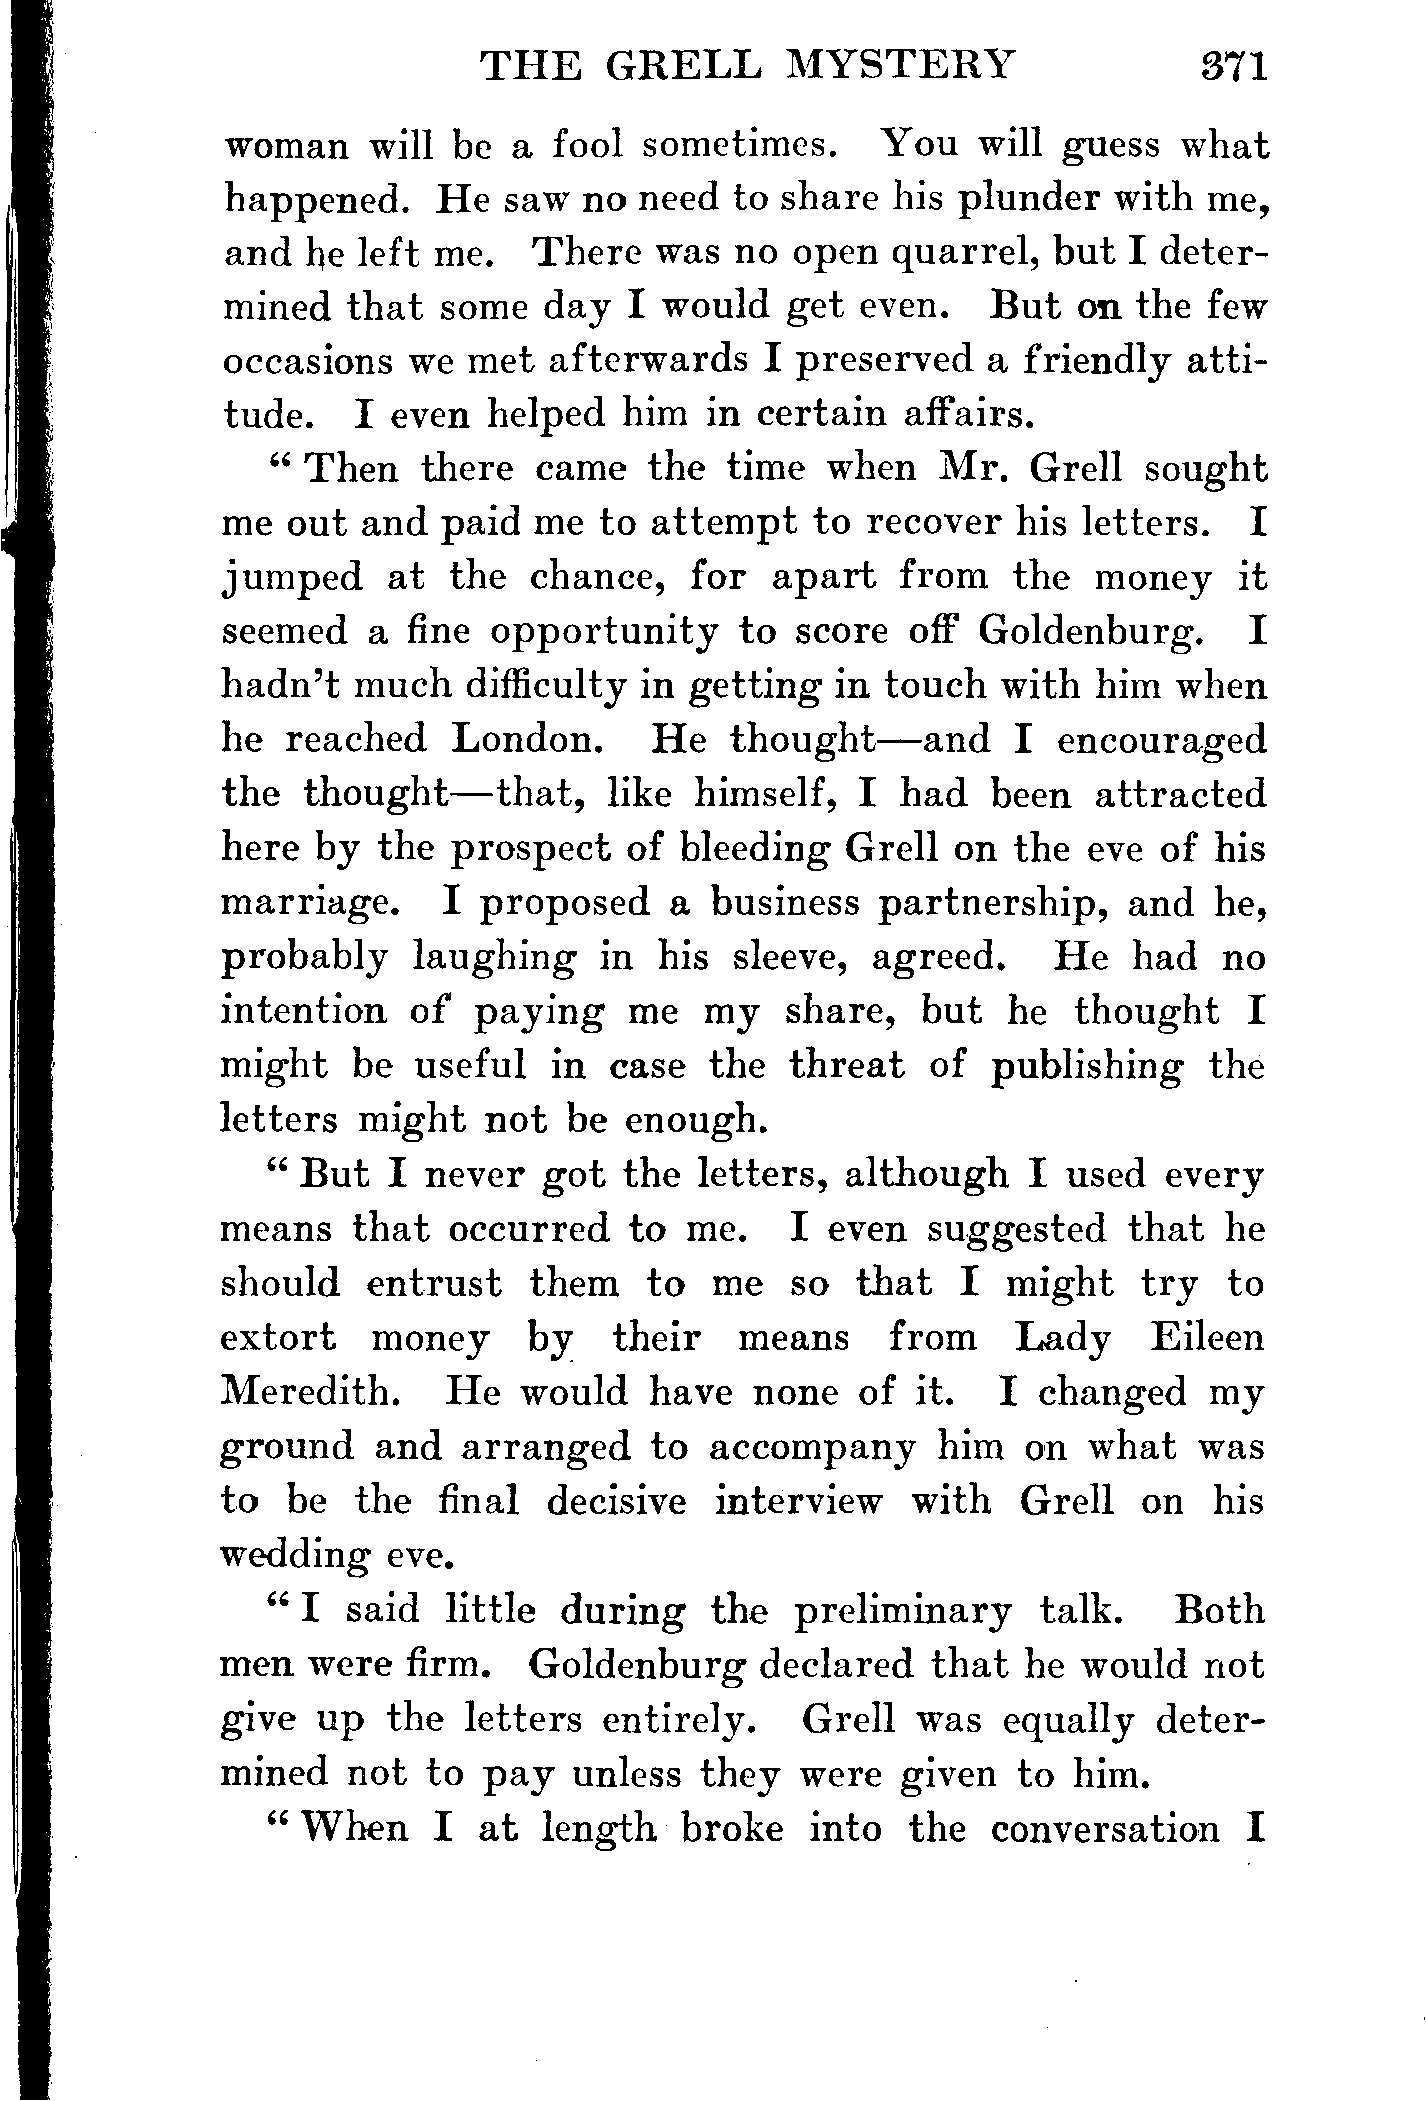 THE GRELL MYSTERY 371
woman will be a fool sometimes. You will guess what
happened. He saw no need to share his plunder with me,
and he left me. There was no open quarrel, but I deter-
mined that some day I would get even. But on the few
occasions we met afterwards I preserved a friendly atti-
tude. I even helped him in certain affairs.
“ Then there came the time when Mr. Grell sought
me out and paid me to attempt to recover his letters. I
jumped at the chance, for apart from the money it
seemed a fine opportunity to score off Goldenburg. I
hadn’t much difficulty in getting in touch with him when
he reached London. He thought—and I encouraged
the thought—that, like himself, I had been attracted
here by the prospect of bleeding Grell on the eve of his
marriage. I proposed a business partnership, and he,
probably laughing in his sleeve, agreed. He had no
intention of paying me my share, but he thought I
might be useful in case the threat of publishing the
letters might not be enough.
“ But I never got the letters, although I used every
means that occurred to me. I even suggested that he
should entrust them to me so that I might try to
extort money by their means from Lady Eileen
Meredith. He would have none of it. I changed my
ground and arranged to accompany him on what was
to be the final decisive interview with Grell on his
wedding eve.
“ I said little during the preliminary talk. Both
men were firm. Goldenburg declared that he would not
give up the letters entirely. Grell was equally deter-
mined not to pay unless they were given to him.
“ When I at length broke into the conversation I